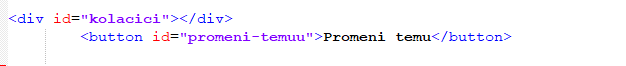 <div id="kolacici"></div>
<button id="promeni-temuu">Promeni temu</button>